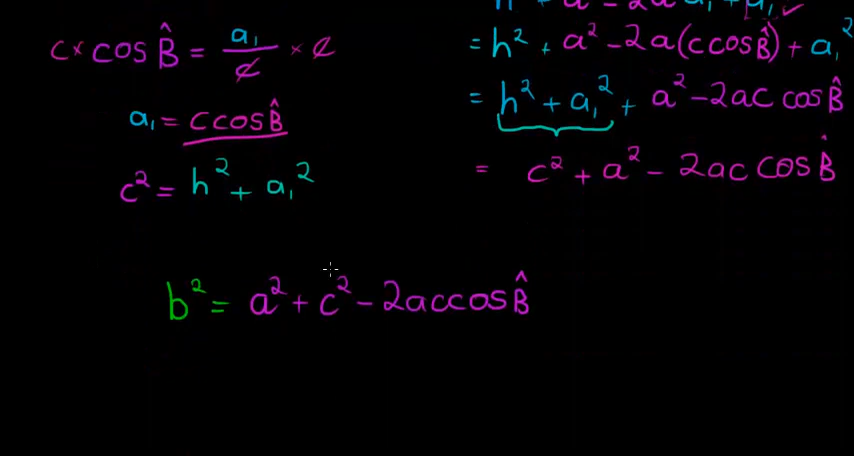 c × cos B̂ = a₁/c × c
a₁ = c cos B̂
c² = h² + a₁²
= h² + a² - 2a(c cos B̂) + a₁²
= h² + a₁² + a² - 2ac cos B̂
= c² + a² - 2ac cos B̂
b² = a² + c² - 2ac cos B̂